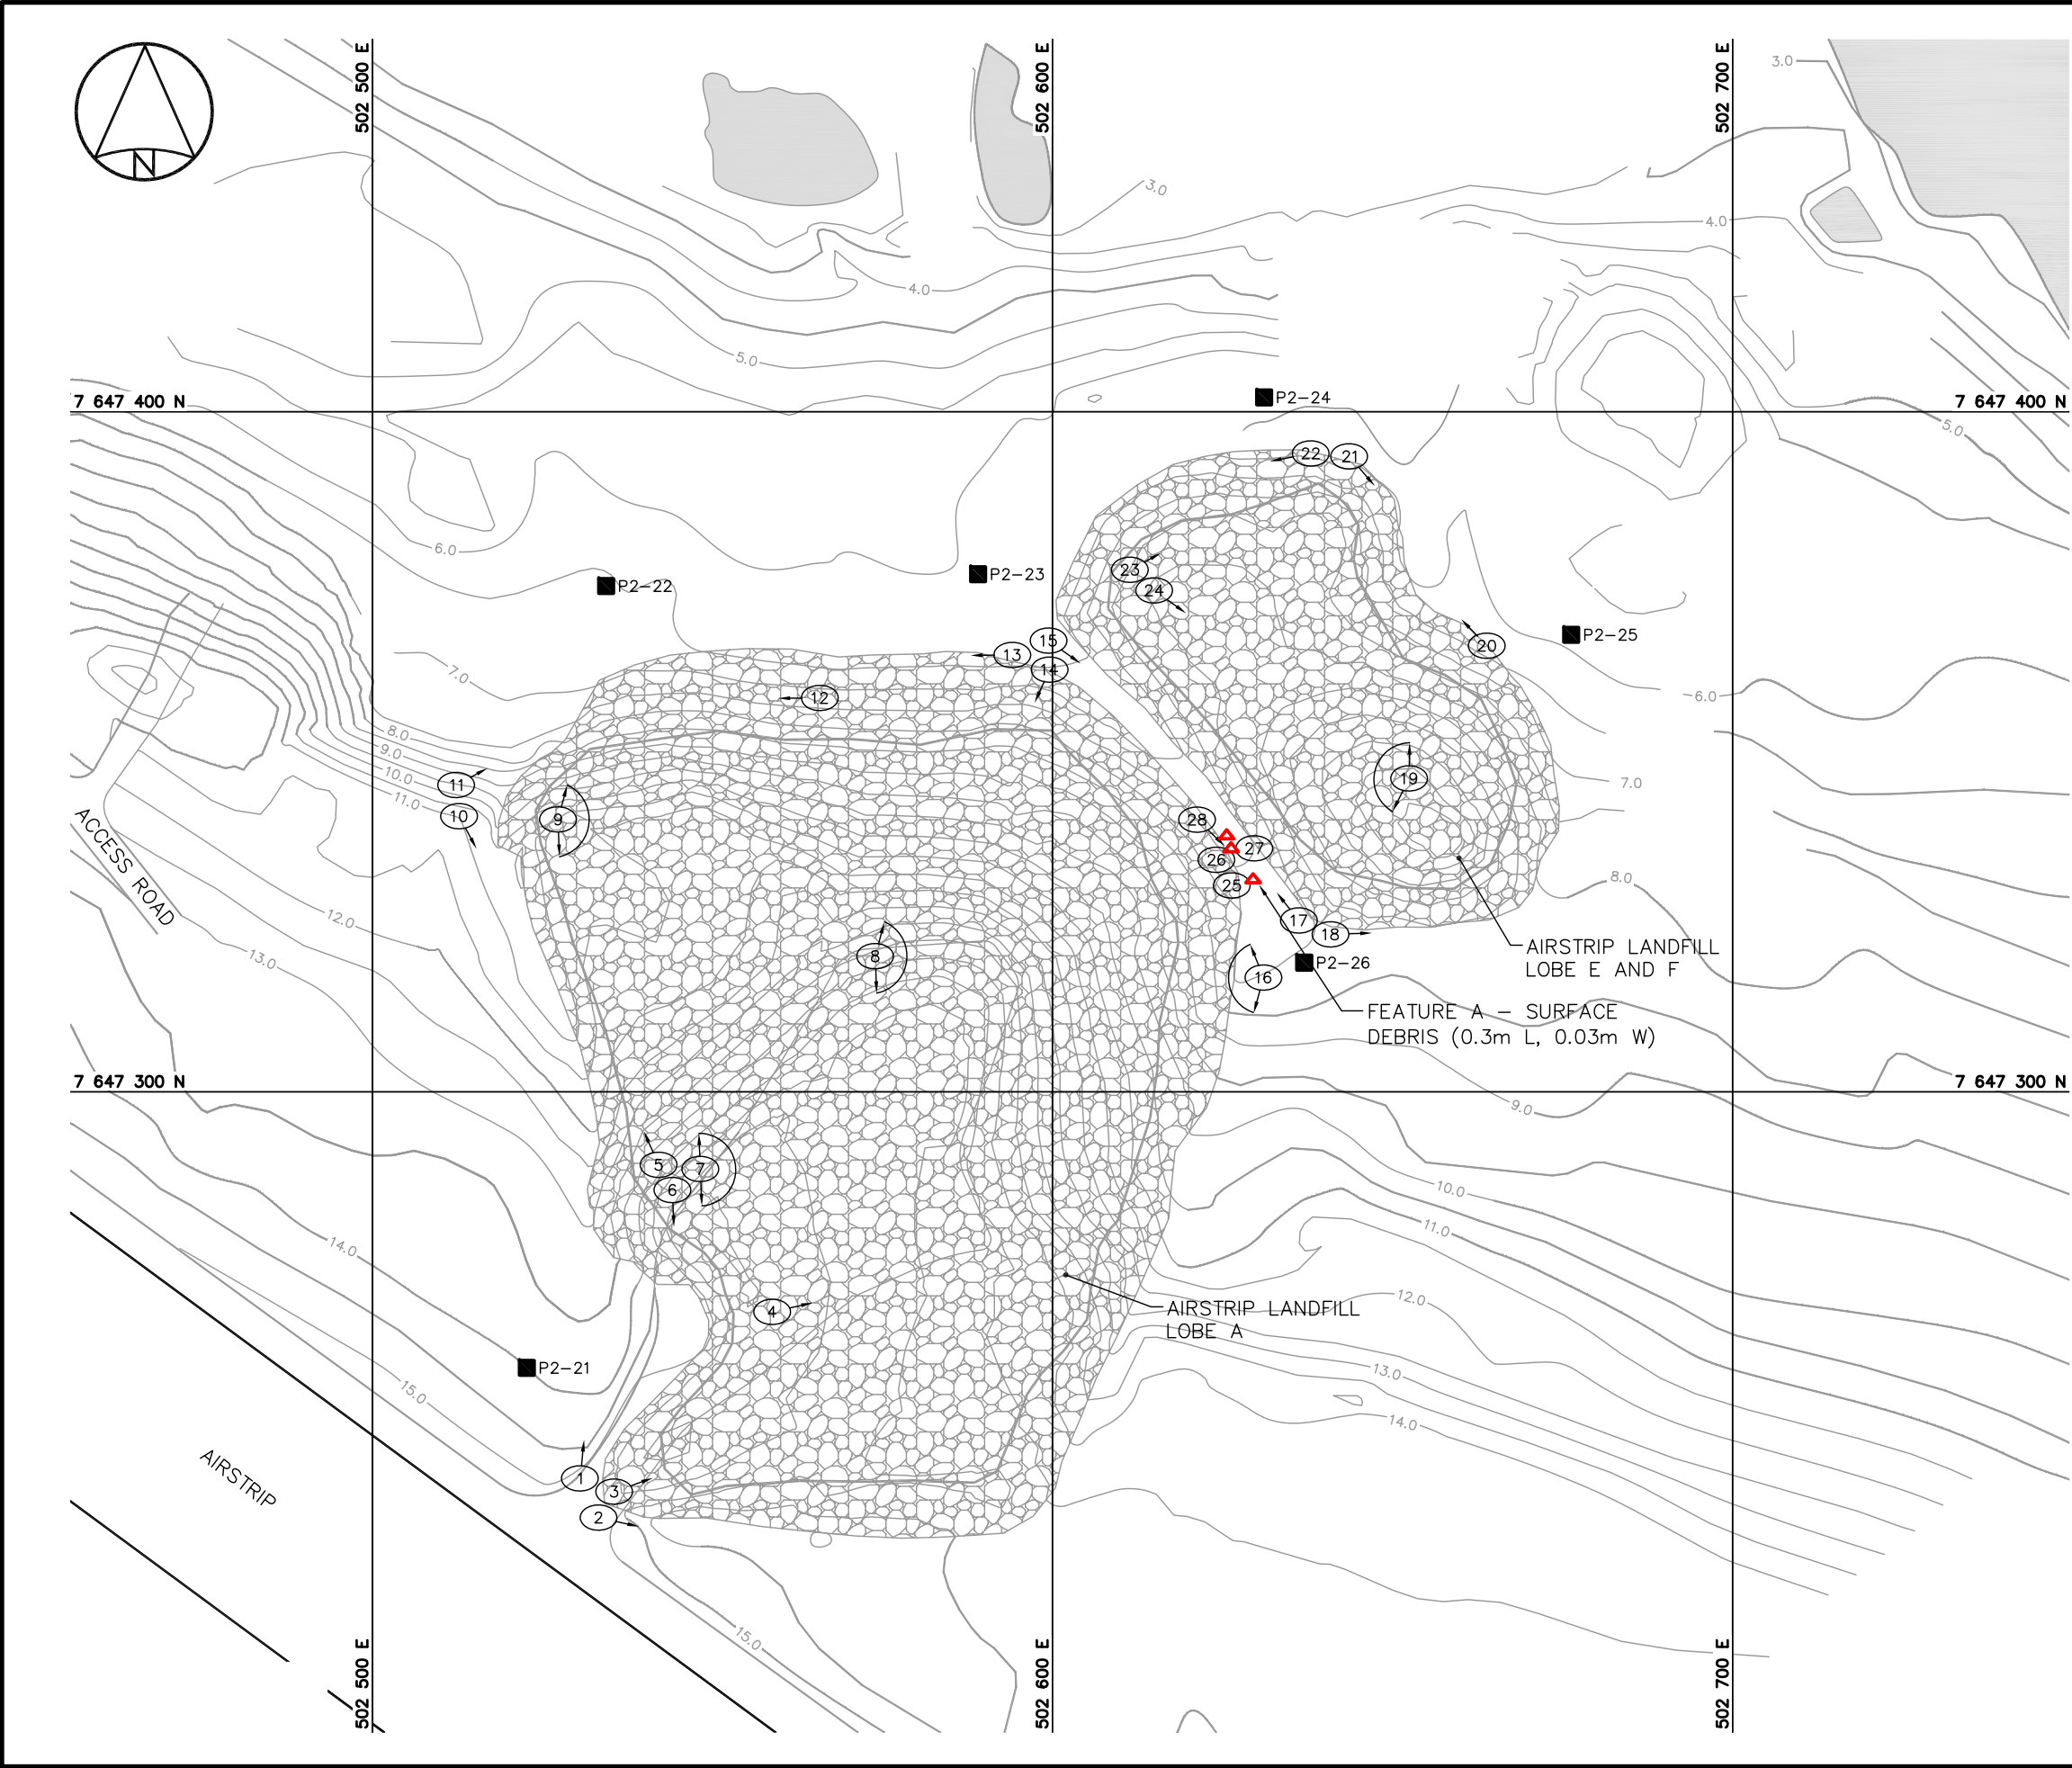 N
502 500 E
502 600 E
502 700 E
3.0
3.0
4.0
4.0
5.0
7 647 400 N
P2-24
7 647 400 N
5.0
22
21
6.0
P2-22
P2-23
23
24
15
13
14
20
P2-25
7.0
12
6.0
8.0
9.0
10.0
11.0
11
19
7.0
10
9
28
27
26
25
8.0
ACCESS ROAD
12.0
13.0
8
17
18
AIRSTRIP LANDFILL
LOBE E AND F
P2-26
16
FEATURE A - SURFACE
DEBRIS (0.3m L, 0.03m W)
7 647 300 N
7 647 300 N
9.0
5
7
6
10.0
11.0
14.0
4
12.0
AIRSTRIP LANDFILL
LOBE A
P2-21
13.0
15.0
14.0
AIRSTRIP
1
3
2
15.0
502 500 E
502 600 E
502 700 E